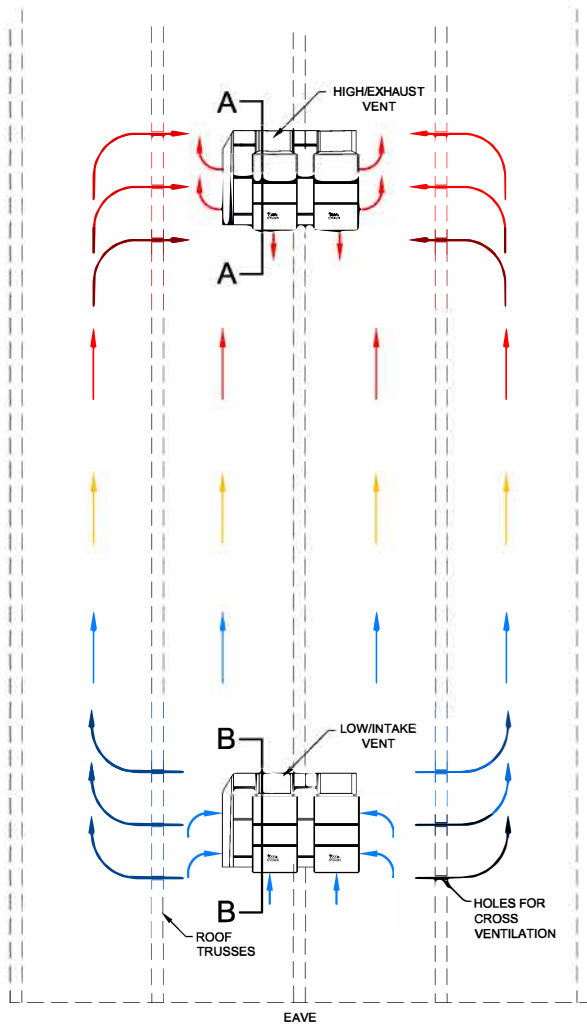 A
HIGH/EXHAUST
VENT
A
B
LOW/INTAKE
VENT
B
ROOF
TRUSSES
HOLES FOR
CROSS
VENTILATION
EAVE